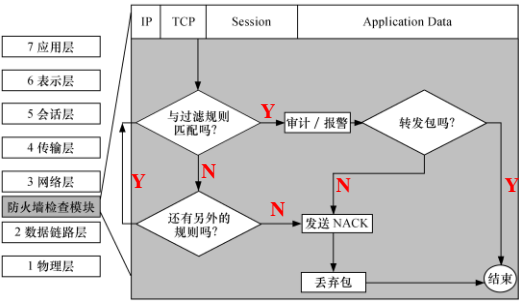 IP TCP Session Application Data
7 应用层
6 表示层
5 会话层
4 传输层
3 网络层
防火墙检查模块
2 数据链路层
1 物理层
与过滤规则
匹配吗?
Y
审计 / 报警
转发包吗?
Y
N
N
Y
还有另外的
规则吗?
N
发送 NACK
丢弃包
结束